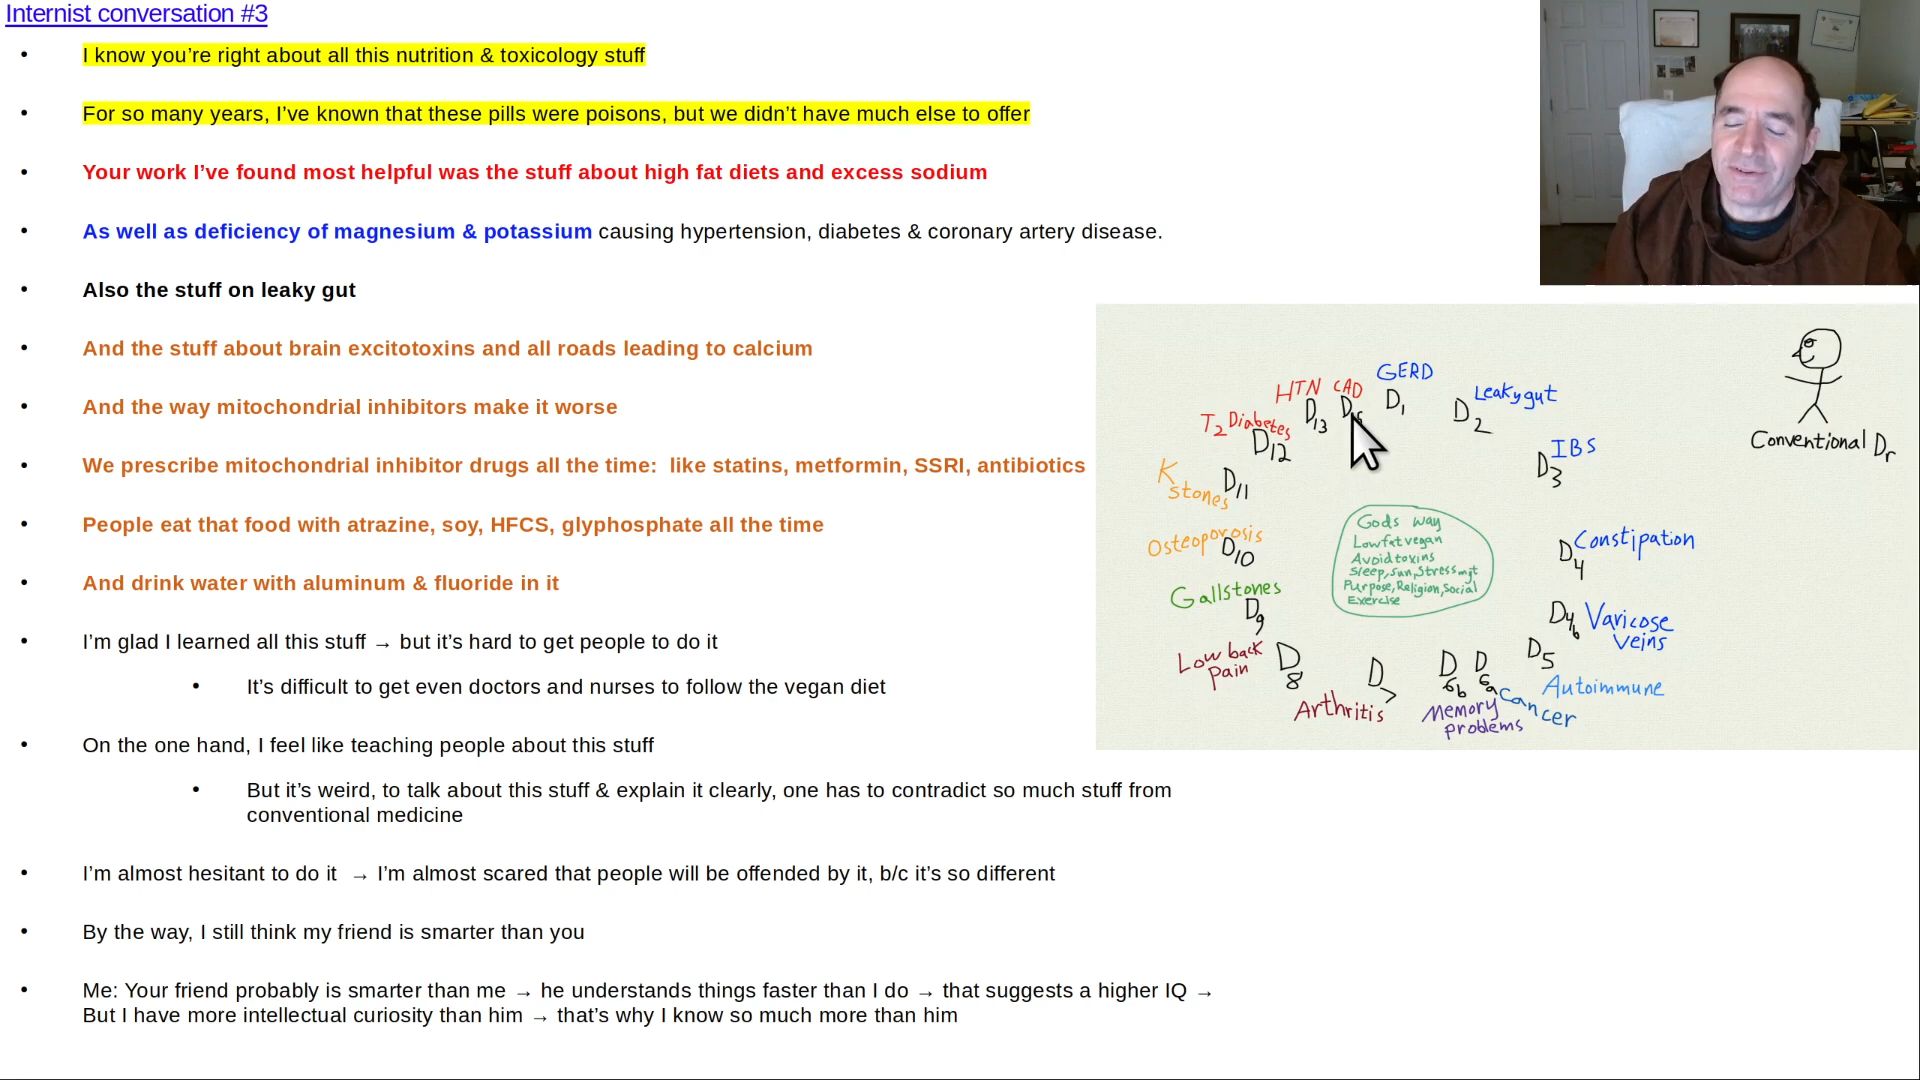 Internist conversation #3
• I know you're right about all this nutrition & toxicology stuff
• For so many years, I've known that these pills were poisons, but we didn't have much else to offer
• Your work I've found most helpful was the stuff about high fat diets and excess sodium
• As well as deficiency of magnesium & potassium causing hypertension, diabetes & coronary artery disease.
• Also the stuff on leaky gut
• And the stuff about brain excitotoxins and all roads leading to calcium
• And the way mitochondrial inhibitors make it worse
• We prescribe mitochondrial inhibitor drugs all the time:  like statins, metformin, SSRI, antibiotics
• People eat that food with atrazine, soy, HFCS, glyphosphate all the time
• And drink water with aluminum & fluoride in it
• I'm glad I learned all this stuff → but it's hard to get people to do it
• It's difficult to get even doctors and nurses to follow the vegan diet
• On the one hand, I feel like teaching people about this stuff
• But it's weird, to talk about this stuff & explain it clearly, one has to contradict so much stuff from
conventional medicine
• I'm almost hesitant to do it  → I'm almost scared that people will be offended by it, b/c it's so different
• By the way, I still think my friend is smarter than you
• Me: Your friend probably is smarter than me → he understands things faster than I do → that suggests a higher IQ →
But I have more intellectual curiosity than him → that's why I know so much more than him
GERD
D1
Leaky gut
D2
IBS
D3
Constipation
D4
D4b Varicose
veins
D5
Autoimmune
D6a
cancer
D6b
Memory
problems
D7
Arthritis
D8
Low back
Pain
Gallstones
D9
Osteoporosis
D10
K
stones
D11
T2 Diabetes
D12
HTN
D13
CAD
Gods way
Lowfat vegan
Avoid toxins
Sleep, Sun, Stress mgt
Purpose, Religion, Social
Exercise
Conventional Dr